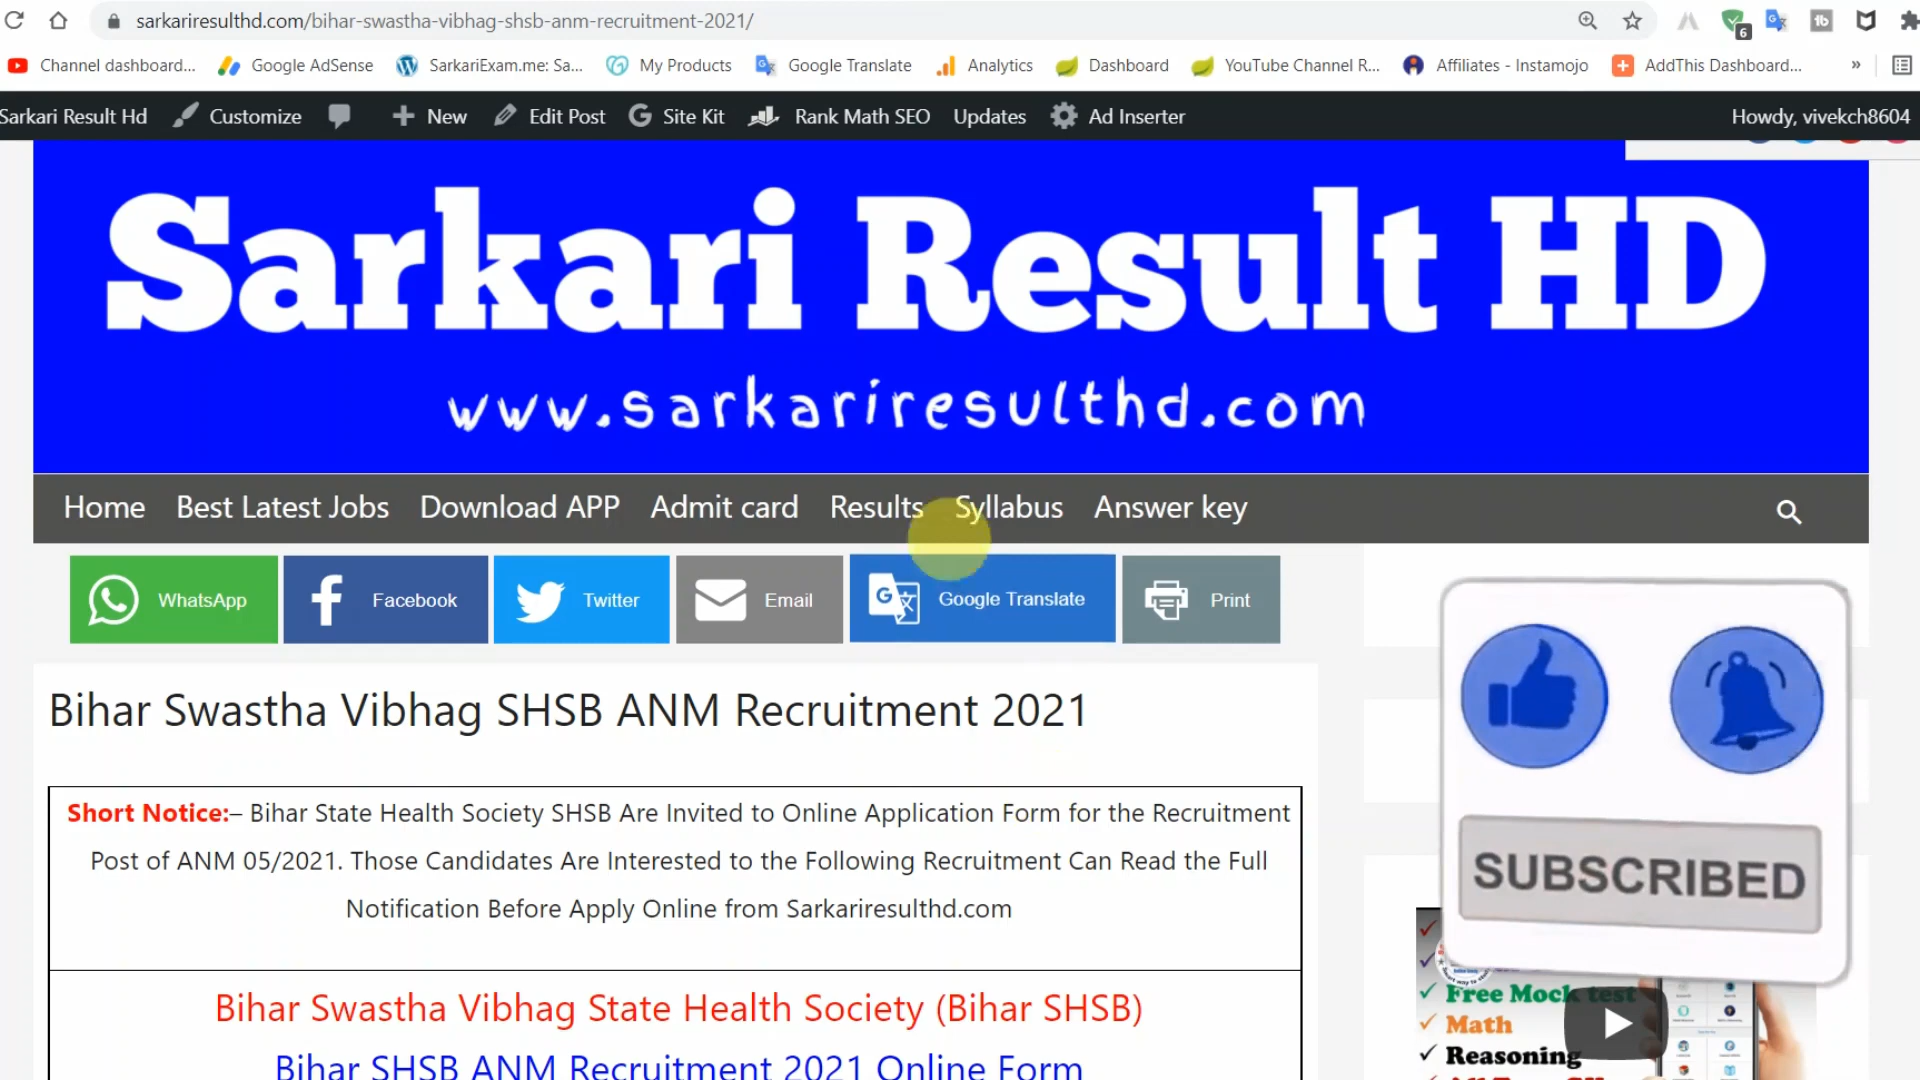 sarkariresulthd.com/bihar-swastha-vibhag-shsb-anm-recruitment-2021/
6
Channel dashboard... Google AdSense SarkariExam.me: Sa... My Products Google Translate Analytics Dashboard YouTube Channel R... Affiliates - Instamojo AddThis Dashboard... »
Sarkari Result Hd Customize New Edit Post Site Kit Rank Math SEO Updates Ad Inserter Howdy, vivekch8604
Sarkari Result HD
www.sarkariresulthd.com
Home Best Latest Jobs Download APP Admit card Results Syllabus Answer key
WhatsApp Facebook Twitter Email Google Translate Print
Bihar Swastha Vibhag SHSB ANM Recruitment 2021
Short Notice:– Bihar State Health Society SHSB Are Invited to Online Application Form for the Recruitment
Post of ANM 05/2021. Those Candidates Are Interested to the Following Recruitment Can Read the Full
Notification Before Apply Online from Sarkariresulthd.com
Bihar Swastha Vibhag State Health Society (Bihar SHSB)
Bihar SHSB ANM Recruitment 2021 Online Form
SUBSCRIBED
Free Mock test
Math
Reasoning